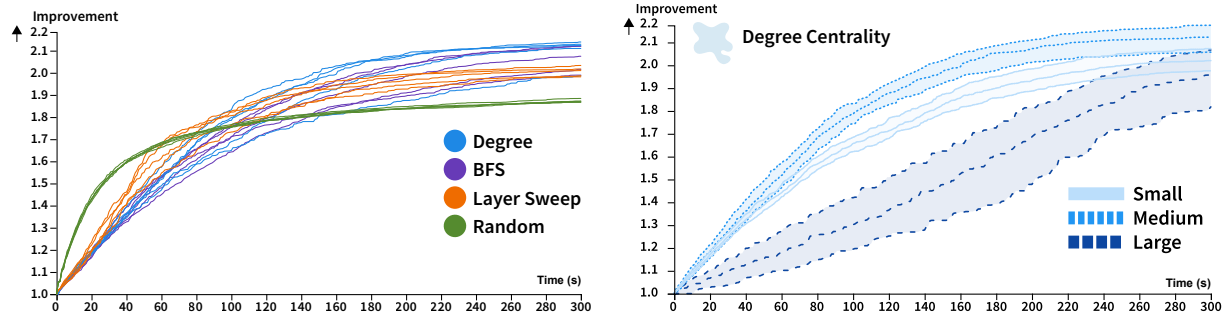 Improvement
2.2
2.1
2.0
1.9
1.8
1.7
1.6
1.5
1.4
1.3
1.2
1.1
1.0
0 20 40 60 80 100 120 140 160 180 200 220 240 260 280 300
Time (s)
Degree
BFS
Layer Sweep
Random
Improvement
Degree Centrality
2.2
2.1
2.0
1.9
1.8
1.7
1.6
1.5
1.4
1.3
1.2
1.1
1.0
0 20 40 60 80 100 120 140 160 180 200 220 240 260 280 300
Time (s)
Small
Medium
Large